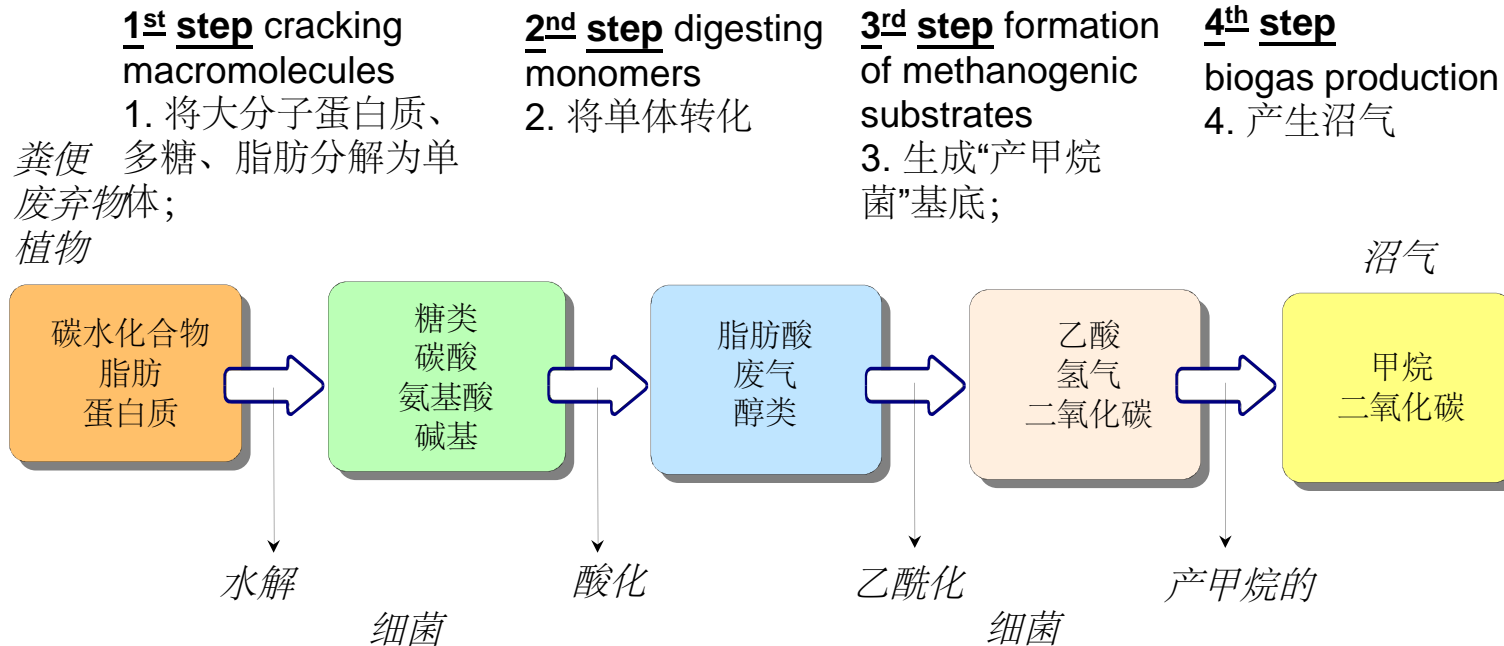 1st step cracking
macromolecules
1. 将大分子蛋白质、
多糖、脂肪分解为单
体;
2nd step digesting
monomers
2. 将单体转化
3rd step formation
of methanogenic
substrates
3. 生成“产甲烷
菌”基底;
4th step
biogas production
4. 产生沼气
粪便
废弃物
植物
沼气
碳水化合物
脂肪
蛋白质
糖类
碳酸
氨基酸
碱基
脂肪酸
废气
醇类
乙酸
氢气
二氧化碳
甲烷
二氧化碳
水解
酸化
乙酰化
产甲烷的
细菌
细菌